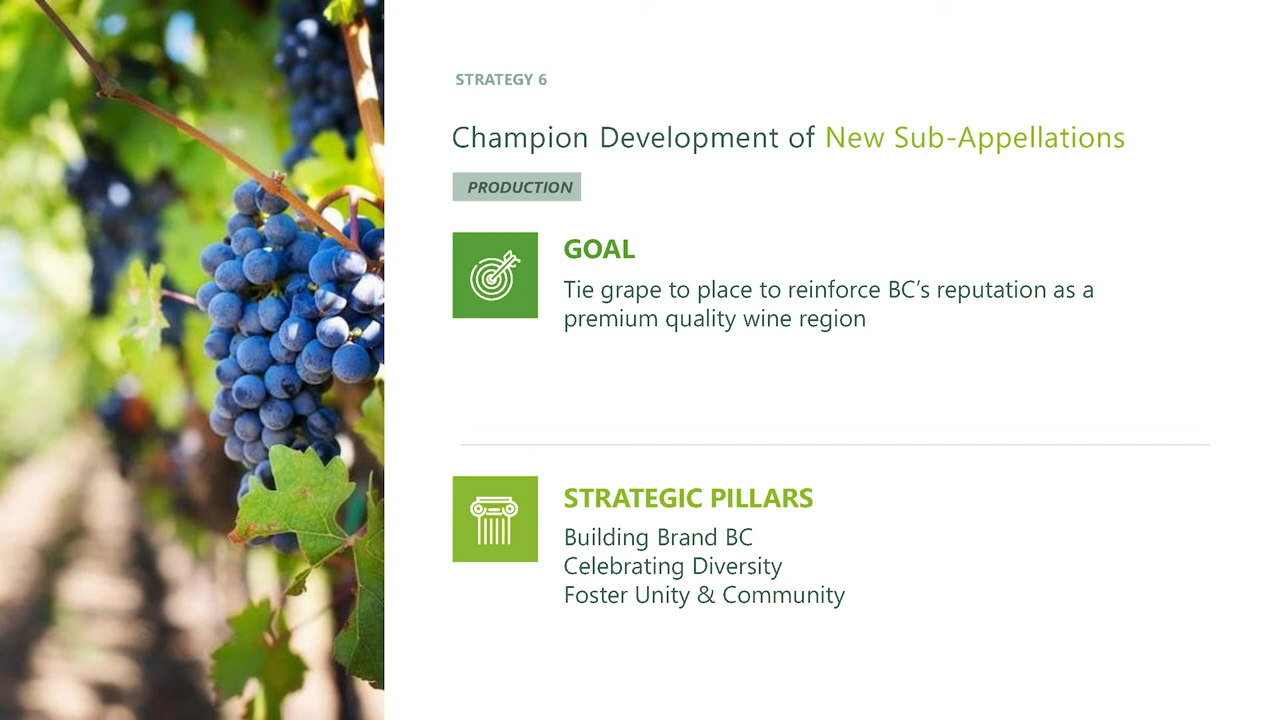 STRATEGY 6
Champion Development of New Sub-Appellations
PRODUCTION
GOAL
Tie grape to place to reinforce BC’s reputation as a
premium quality wine region
STRATEGIC PILLARS
Building Brand BC
Celebrating Diversity
Foster Unity & Community